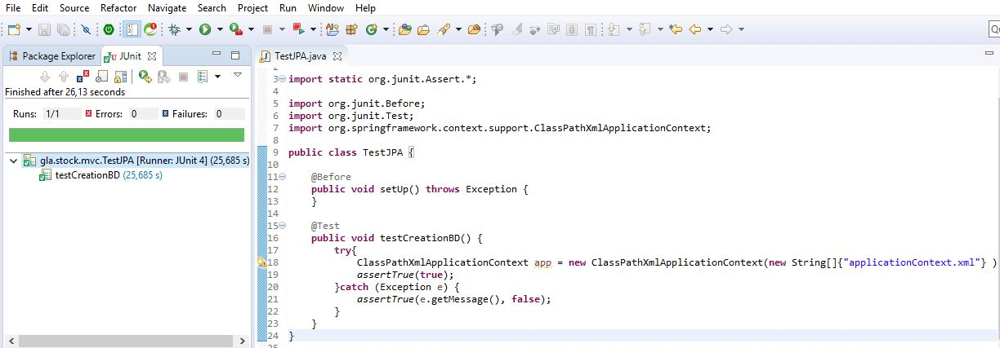 File Edit Source Refactor Navigate Search Project Run Window Help
Package Explorer JUnit
Finished after 26,13 seconds
Runs: 1/1 Errors: 0 Failures: 0
gla.stock.mvc.TestJPA [Runner: JUnit 4] (25,685 s)
testCreationBD (25,685 s)
TestJPA.java
3 import static org.junit.Assert.*;
4
5 import org.junit.Before;
6 import org.junit.Test;
7 import org.springframework.context.support.ClassPathXmlApplicationContext;
8
9 public class TestJPA {
10
11 @Before
12 public void setUp() throws Exception {
13 }
14
15 @Test
16 public void testCreationBD() {
17 try{
18 ClassPathXmlApplicationContext app = new ClassPathXmlApplicationContext(new String[]{"applicationContext.xml"} )
19 assertTrue(true);
20 }catch (Exception e) {
21 assertTrue(e.getMessage(), false);
22 }
23 }
24 }